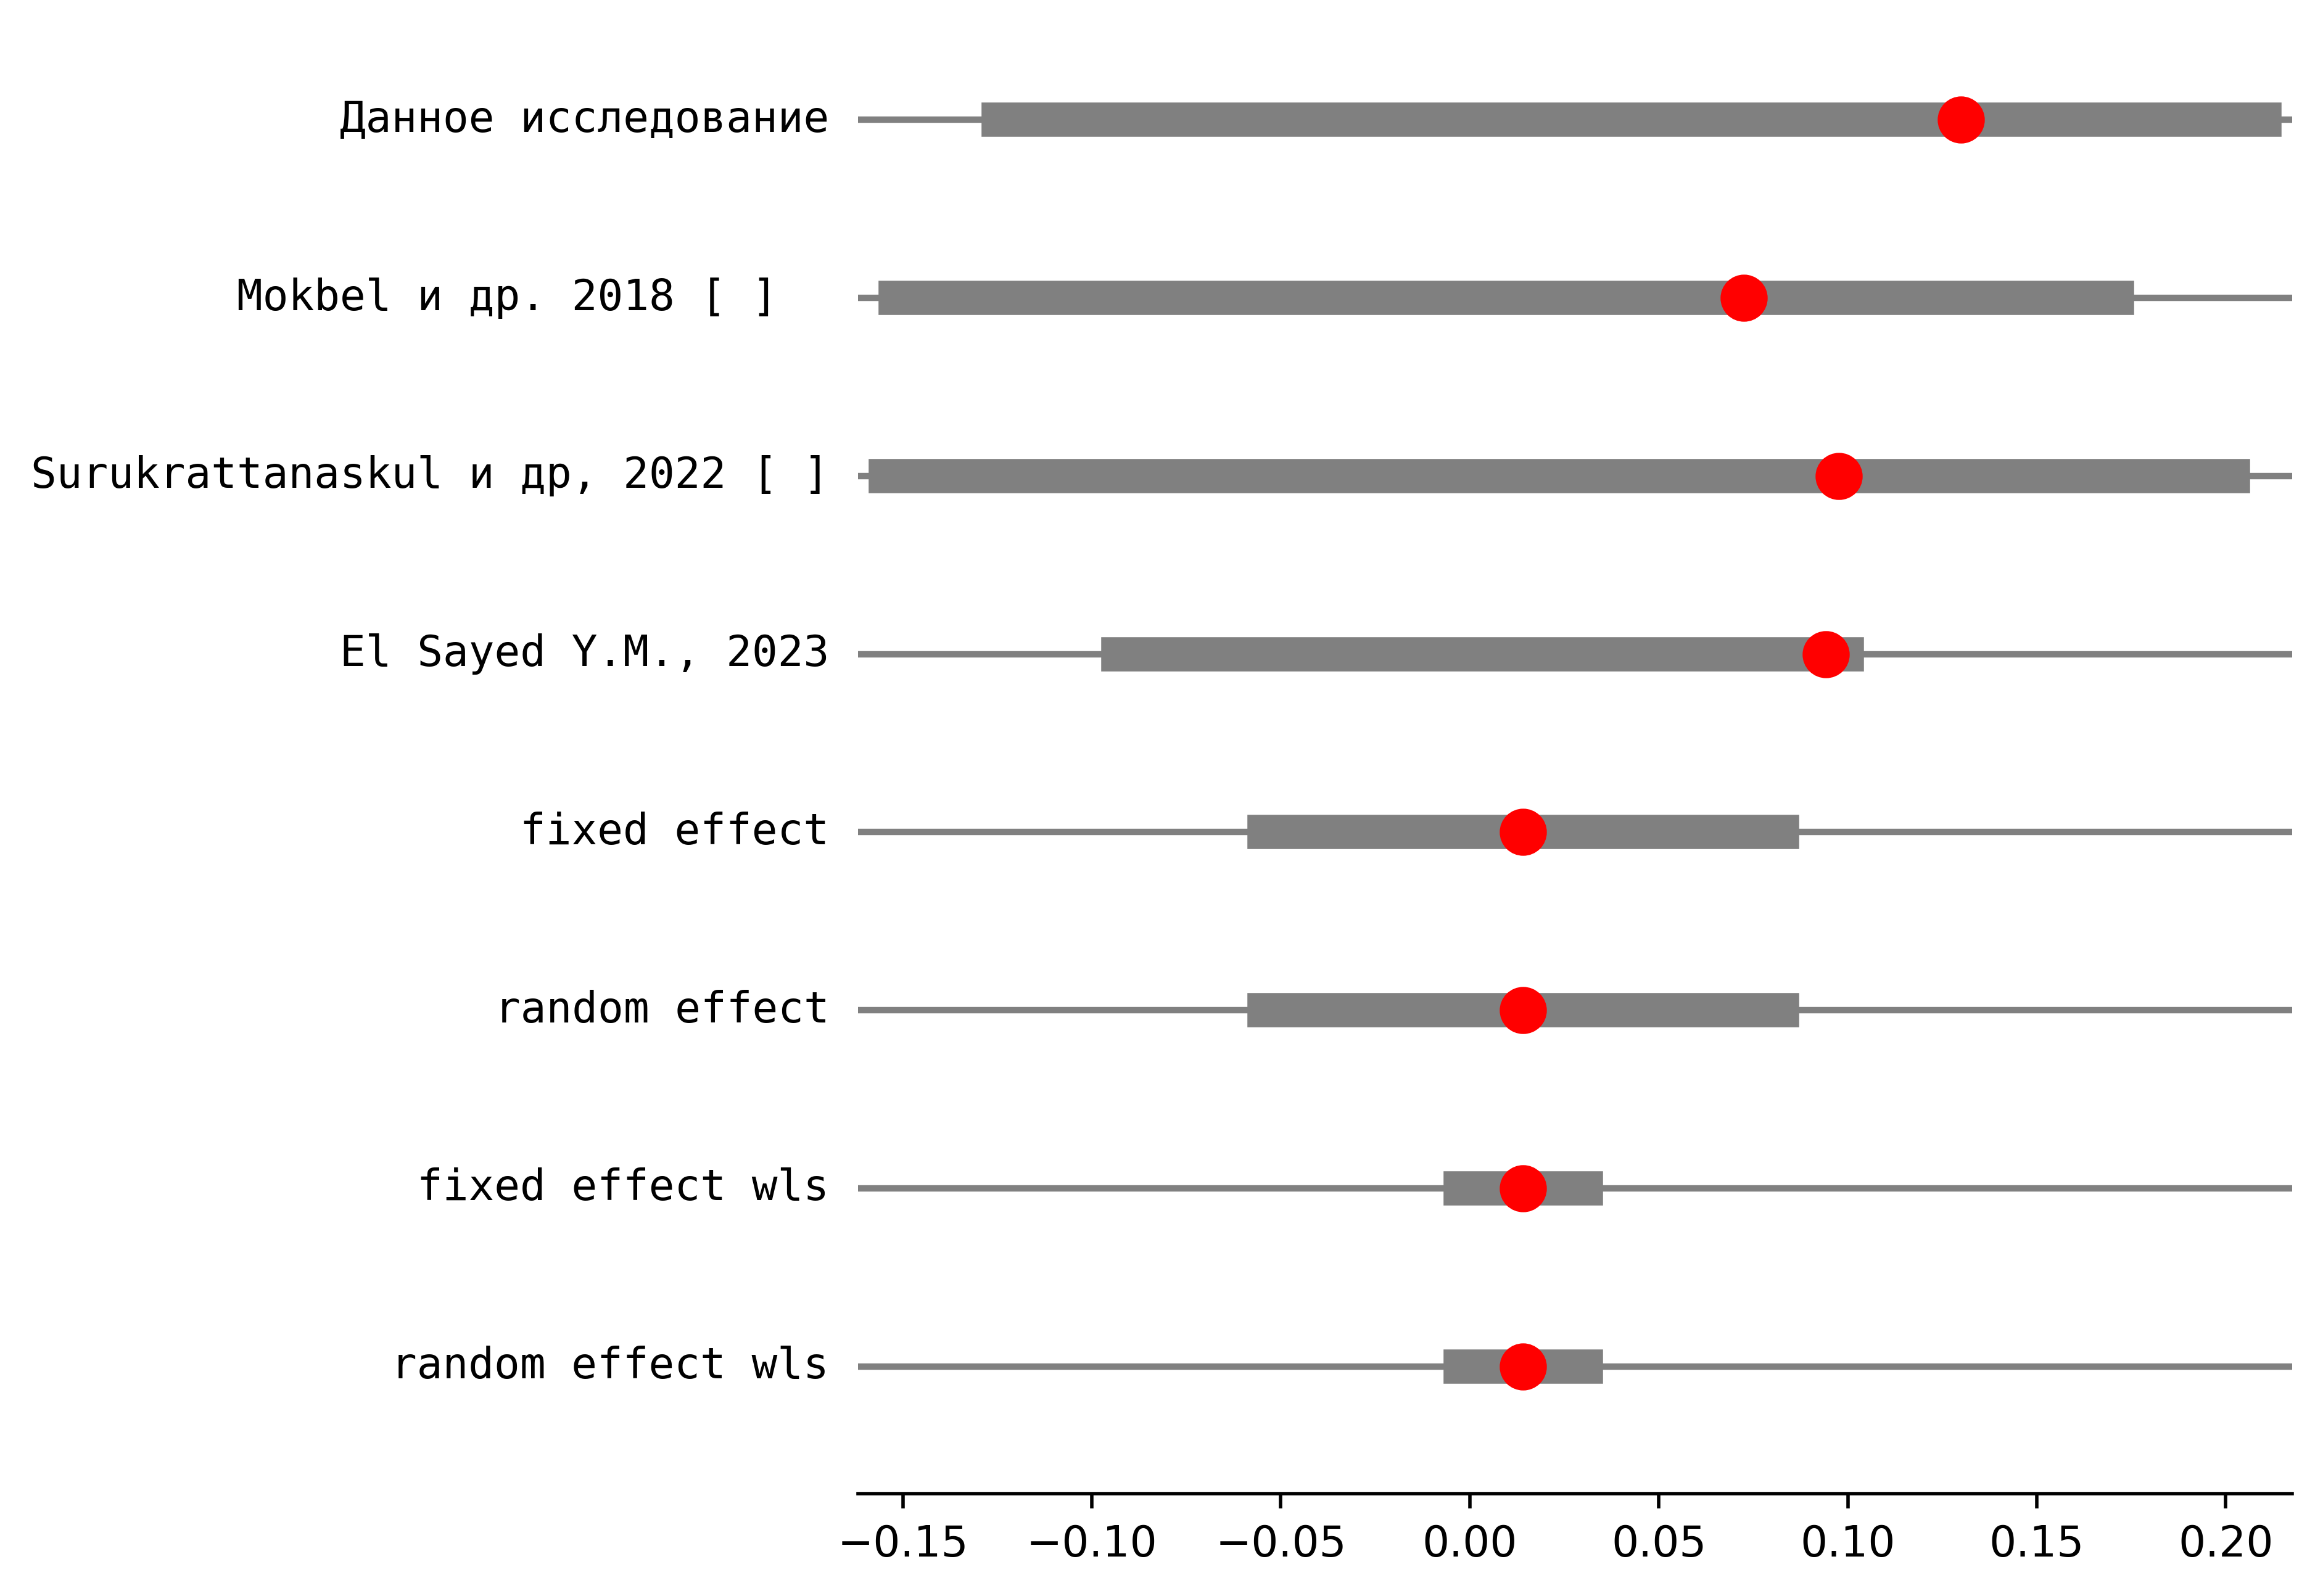 Данное исследование
Mokbel и др. 2018 [ ]
Surukrattanaskul и др, 2022 [ ]
El Sayed Y.M., 2023
fixed effect
random effect
fixed effect wls
random effect wls
−0.15 −0.10 −0.05 0.00 0.05 0.10 0.15 0.20